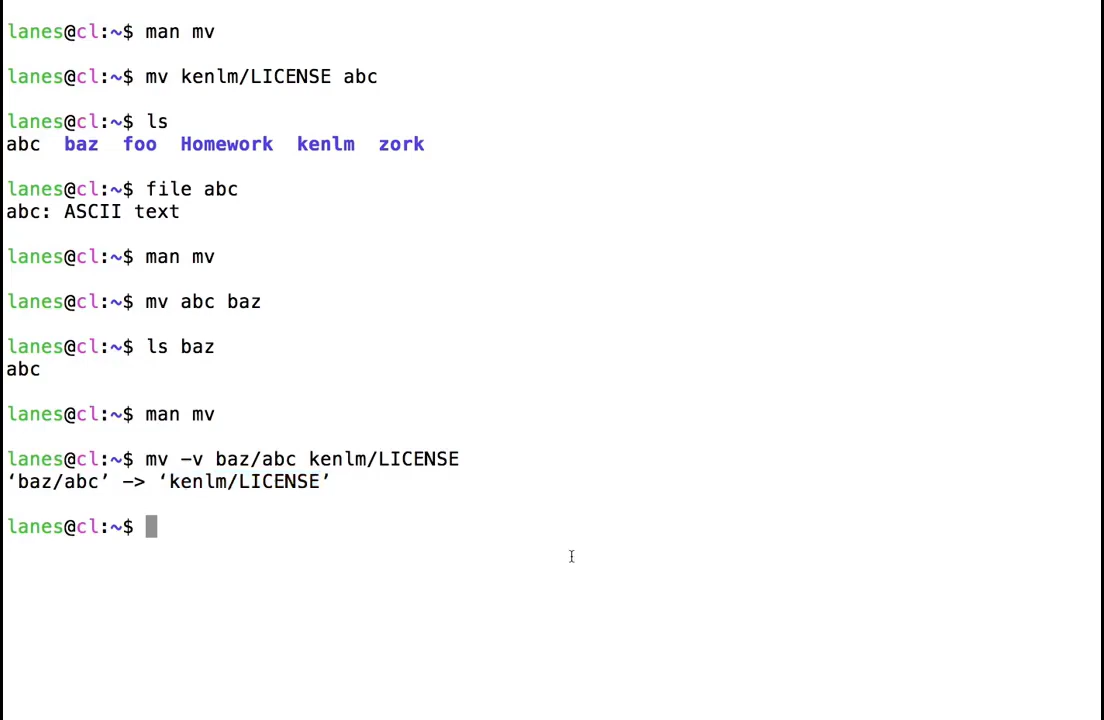 lanes@cl:~$ man mv
lanes@cl:~$ mv kenlm/LICENSE abc
lanes@cl:~$ ls
abc  baz  foo  Homework  kenlm  zork
lanes@cl:~$ file abc
abc: ASCII text
lanes@cl:~$ man mv
lanes@cl:~$ mv abc baz
lanes@cl:~$ ls baz
abc
lanes@cl:~$ man mv
lanes@cl:~$ mv -v baz/abc kenlm/LICENSE
‘baz/abc’ -> ‘kenlm/LICENSE’
lanes@cl:~$